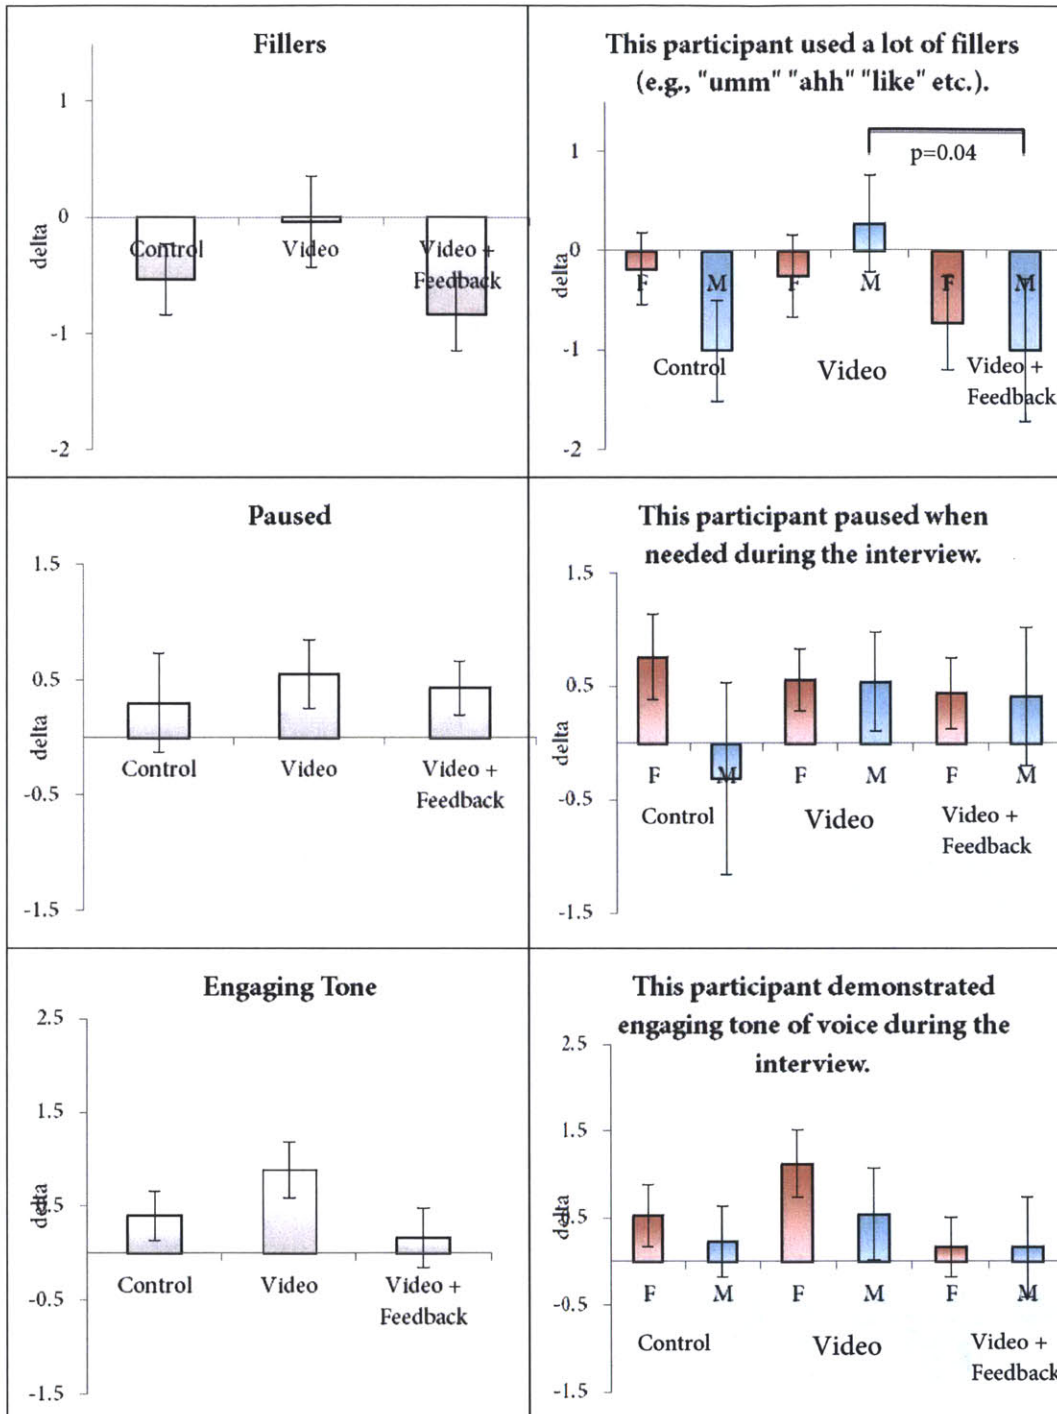 Fillers
1
0
-1
-2
delta
Control
Video
Video +
Feedback
This participant used a lot of fillers
(e.g., "umm" "ahh" "like" etc.).
p=0.04
1
0
-1
-2
delta
F
M
F
M
F
M
Control
Video
Video +
Feedback
Paused
1.5
0.5
-0.5
-1.5
delta
Control
Video
Video +
Feedback
This participant paused when
needed during the interview.
1.5
0.5
-0.5
-1.5
delta
F
M
F
M
F
M
Control
Video
Video +
Feedback
Engaging Tone
2.5
1.5
0.5
-0.5
-1.5
delta
Control
Video
Video +
Feedback
This participant demonstrated
engaging tone of voice during the
interview.
2.5
1.5
0.5
-0.5
-1.5
delta
F
M
F
M
F
M
Control
Video
Video +
Feedback